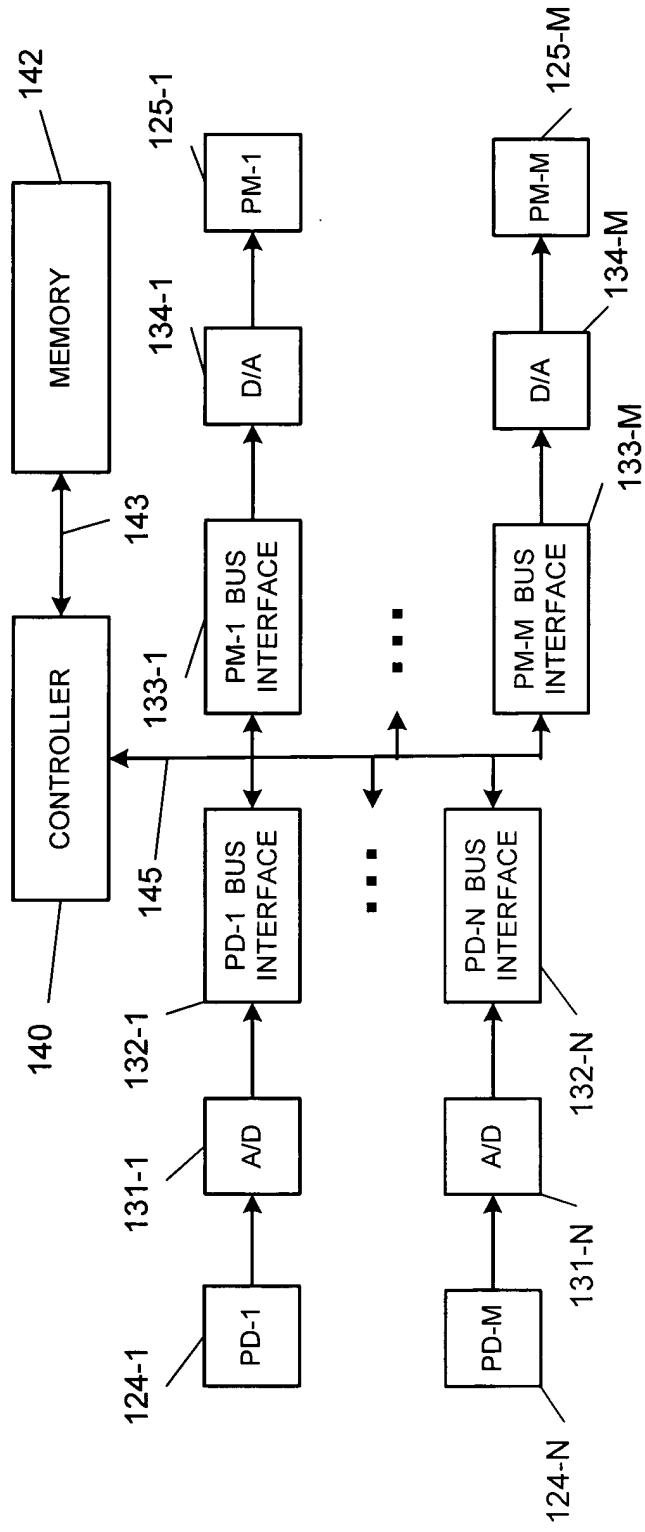 142
MEMORY
143
CONTROLLER
140
145
125-1
PM-1
134-1
D/A
133-1
PM-1 BUS
INTERFACE
132-1
PD-1 BUS
INTERFACE
131-1
A/D
124-1
PD-1
125-M
PM-M
134-M
D/A
133-M
PM-M BUS
INTERFACE
PD-N BUS
INTERFACE
132-N
A/D
131-N
PD-M
124-N